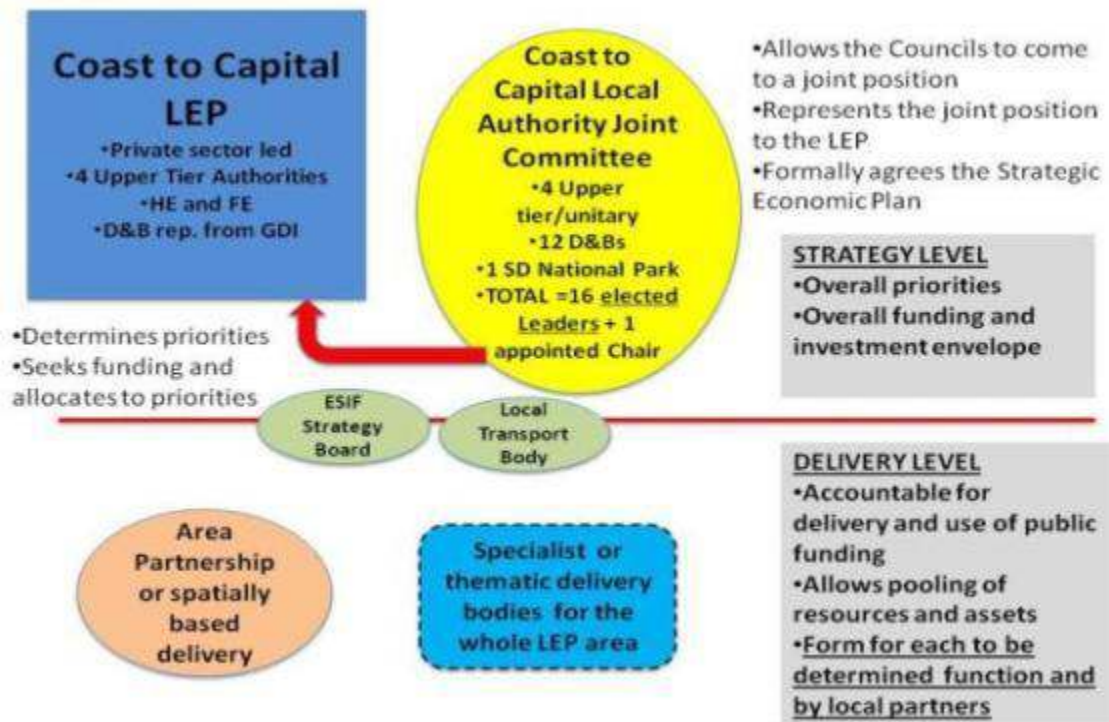 Coast to Capital
LEP
•Private sector led
•4 Upper Tier Authorities
•HE and FE
•D&B rep. from GDI
Coast to
Capital Local
Authority Joint
Committee
•4 Upper
tier/unitary
•12 D&Bs
•1 SD National Park
•TOTAL =16 elected
Leaders + 1
appointed Chair
•Allows the Councils to come
to a joint position
•Represents the joint position
to the LEP
•Formally agrees the Strategic
Economic Plan
STRATEGY LEVEL
•Overall priorities
•Overall funding and
investment envelope
•Determines priorities
•Seeks funding and
allocates to priorities
ESIF
Strategy
Board
Local
Transport
Body
DELIVERY LEVEL
•Accountable for
delivery and use of public
funding
•Allows pooling of
resources and assets
•Form for each to be
determined function and
by local partners
Area
Partnership
or spatially
based
delivery
Specialist or
thematic delivery
bodies for the
whole LEP area